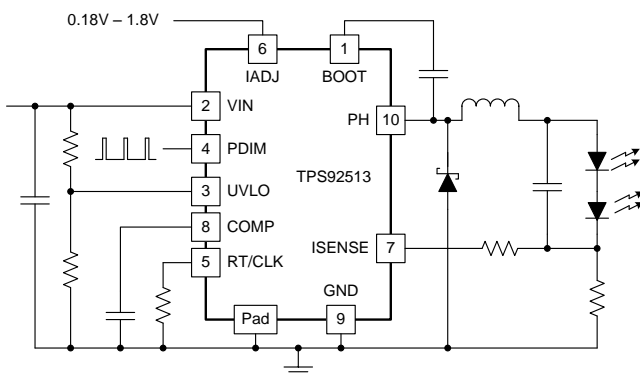 0.18V – 1.8V
6
1
IADJ
BOOT
2
VIN
PH
10
4
PDIM
TPS92513
3
UVLO
8
COMP
ISENSE
7
5
RT/CLK
GND
Pad
9